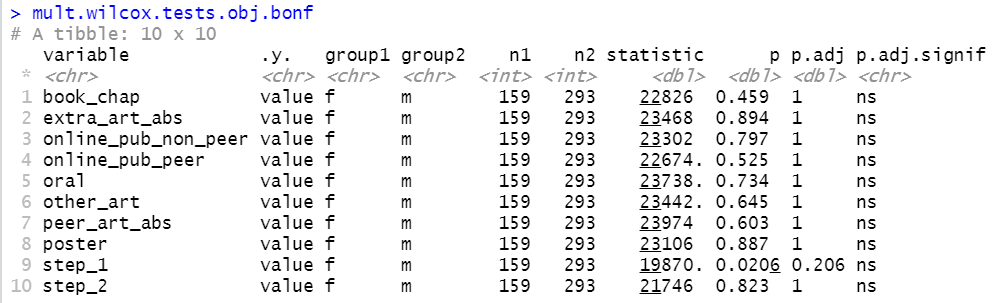 > mult.wilcox.tests.obj.bonf
# A tibble: 10 x 10
variable .y. group1 group2 n1 n2 statistic p p.adj p.adj.signif
* <chr> <chr> <chr> <chr> <int> <int> <dbl> <dbl> <dbl> <chr>
1 book_chap value f m 159 293 22826 0.459 1 ns
2 extra_art_abs value f m 159 293 23468 0.894 1 ns
3 online_pub_non_peer value f m 159 293 23302 0.797 1 ns
4 online_pub_peer value f m 159 293 22674. 0.525 1 ns
5 oral value f m 159 293 23738. 0.734 1 ns
6 other_art value f m 159 293 23442. 0.645 1 ns
7 peer_art_abs value f m 159 293 23974 0.603 1 ns
8 poster value f m 159 293 23106 0.887 1 ns
9 step_1 value f m 159 293 19870. 0.0206 0.206 ns
10 step_2 value f m 159 293 21746 0.823 1 ns